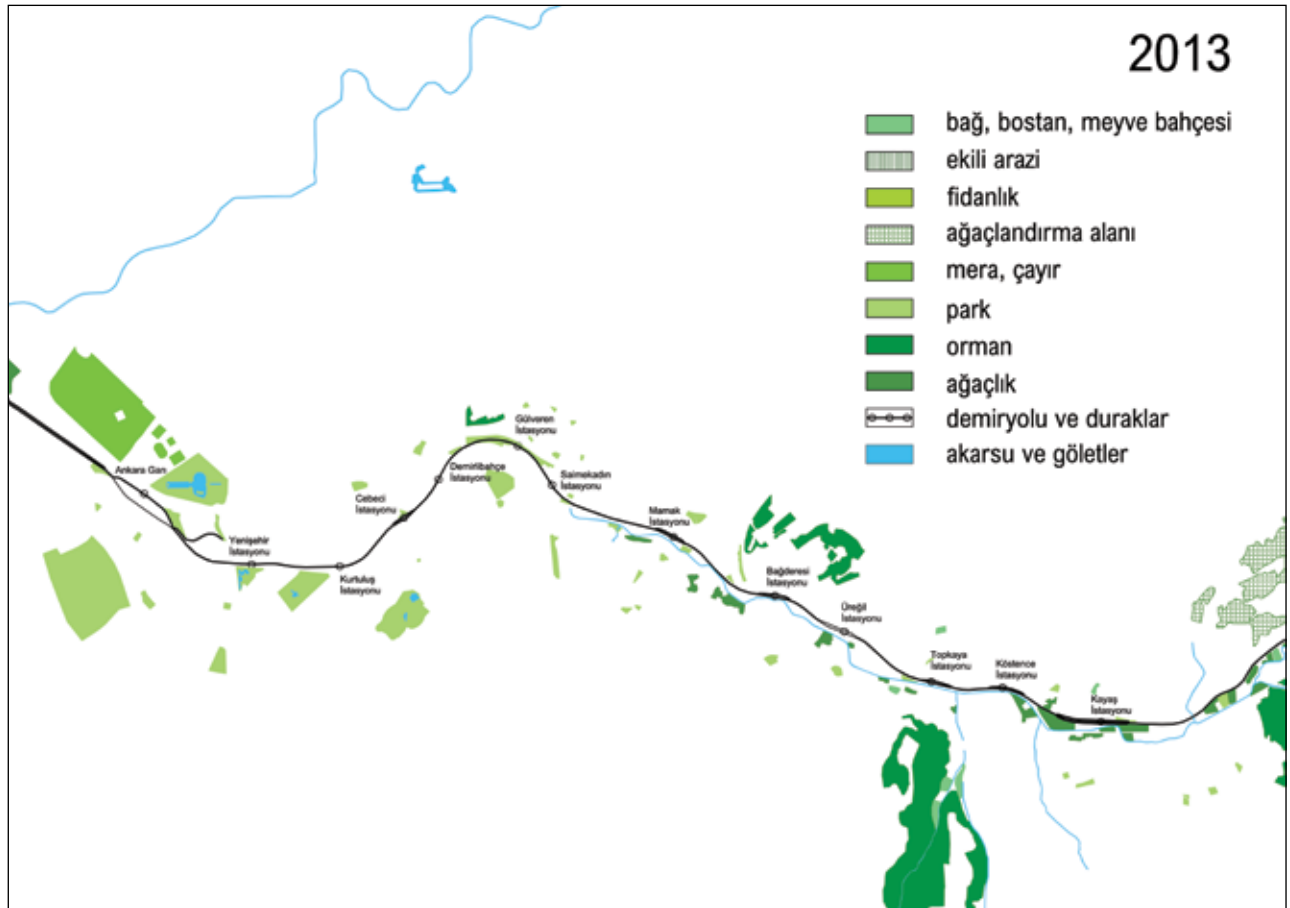 2013
bağ, bostan, meyve bahçesi
ekili arazi
fidanlık
ağaçlandırma alanı
mera, çayır
park
orman
ağaçlık
demiryolu ve duraklar
akarsu ve göletler
Ankara Garı
Yenişehir
İstasyonu
Kurtuluş
İstasyonu
Cebeci
İstasyonu
Demirlibahçe
İstasyonu
Gülveren
İstasyonu
Saimekadın
İstasyonu
Mamak
İstasyonu
Bağderesi
İstasyonu
Üreğil
İstasyonu
Topkaya
İstasyonu
Köstence
İstasyonu
Kayaş
İstasyonu